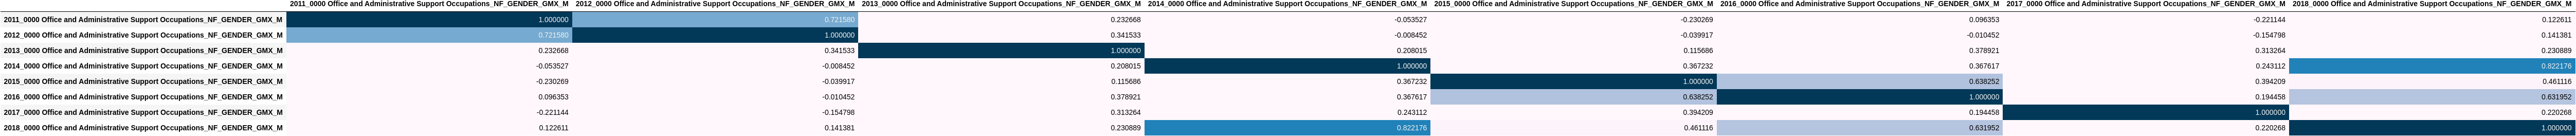 2011_0000 Office and Administrative Support Occupations_NF_GENDER_GMX_M 2012_0000 Office and Administrative Support Occupations_NF_GENDER_GMX_M 2013_0000 Office and Administrative Support Occupations_NF_GENDER_GMX_M 2014_0000 Office and Administrative Support Occupations_NF_GENDER_GMX_M 2015_0000 Office and Administrative Support Occupations_NF_GENDER_GMX_M 2016_0000 Office and Administrative Support Occupations_NF_GENDER_GMX_M 2017_0000 Office and Administrative Support Occupations_NF_GENDER_GMX_M 2018_0000 Office and Administrative Support Occupations_NF_GENDER_GMX_M
2011_0000 Office and Administrative Support Occupations_NF_GENDER_GMX_M 1.000000 0.721580 0.232668 -0.053527 -0.230269 0.096353 -0.221144 0.122611
2012_0000 Office and Administrative Support Occupations_NF_GENDER_GMX_M 0.721580 1.000000 0.341533 -0.008452 -0.039917 -0.010452 -0.154798 0.141381
2013_0000 Office and Administrative Support Occupations_NF_GENDER_GMX_M 0.232668 0.341533 1.000000 0.208015 0.115686 0.378921 0.313264 0.230889
2014_0000 Office and Administrative Support Occupations_NF_GENDER_GMX_M -0.053527 -0.008452 0.208015 1.000000 0.367232 0.367617 0.243112 0.822176
2015_0000 Office and Administrative Support Occupations_NF_GENDER_GMX_M -0.230269 -0.039917 0.115686 0.367232 1.000000 0.638252 0.394209 0.461116
2016_0000 Office and Administrative Support Occupations_NF_GENDER_GMX_M 0.096353 -0.010452 0.378921 0.367617 0.638252 1.000000 0.194458 0.631952
2017_0000 Office and Administrative Support Occupations_NF_GENDER_GMX_M -0.221144 -0.154798 0.313264 0.243112 0.394209 0.194458 1.000000 0.220268
2018_0000 Office and Administrative Support Occupations_NF_GENDER_GMX_M 0.122611 0.141381 0.230889 0.822176 0.461116 0.631952 0.220268 1.000000